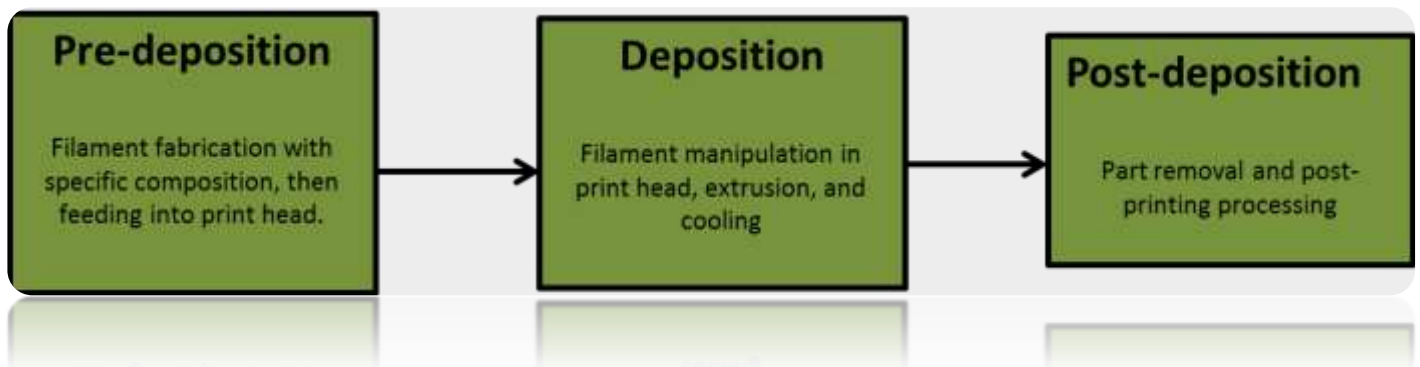 Pre-deposition
Filament fabrication with
specific composition, then
feeding into print head.
Deposition
Filament manipulation in
print head, extrusion, and
cooling
Post-deposition
Part removal and post-
printing processing